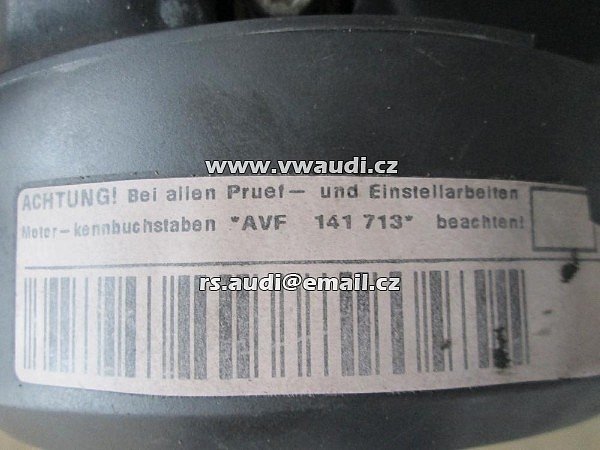 www.vwaudi.cz
ACHTUNG! Bei allen Pruef— und Einstellarbeiten
Motor—kennbuchstaben *AVF 141 713* beachten!
rs.audi@email.cz